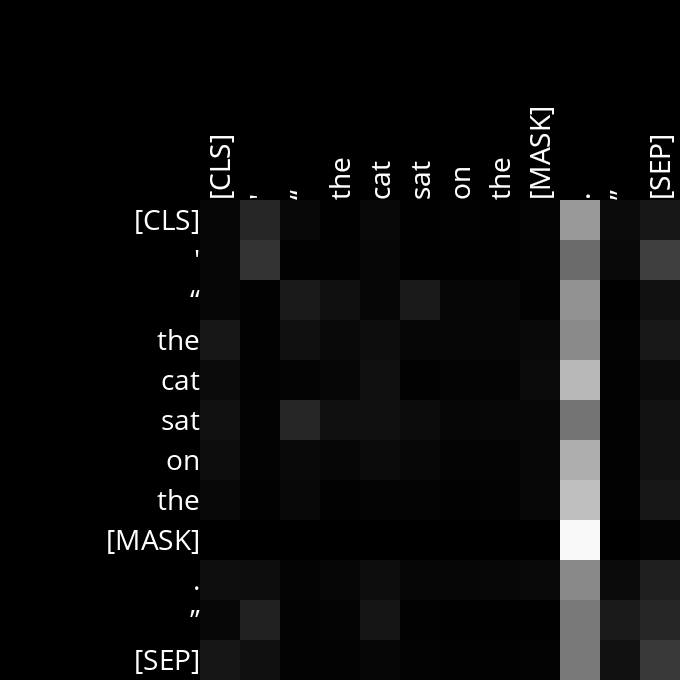 [CLS] ' “ the cat sat on the [MASK] . ” [SEP]
[CLS]
'
“
the
cat
sat
on
the
[MASK]
.
”
[SEP]